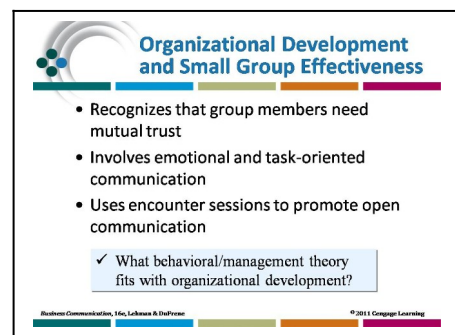 Organizational Development
and Small Group Effectiveness
• Recognizes that group members need
mutual trust
• Involves emotional and task-oriented
communication
• Uses encounter sessions to promote open
communication
✓ What behavioral/management theory
fits with organizational development?
Business Communication, 16e, Lehman & DuFrene
©2011 Cengage Learning